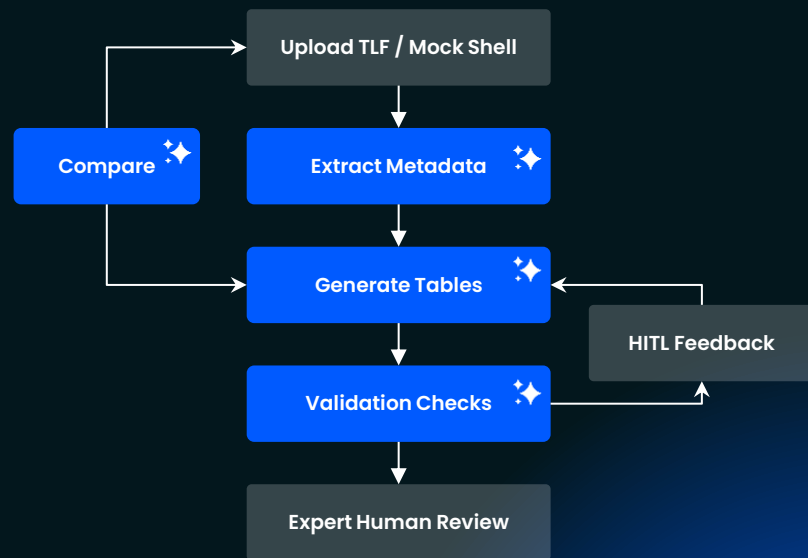 Upload TLF / Mock Shell
Compare
Extract Metadata
Generate Tables
HITL Feedback
Validation Checks
Expert Human Review